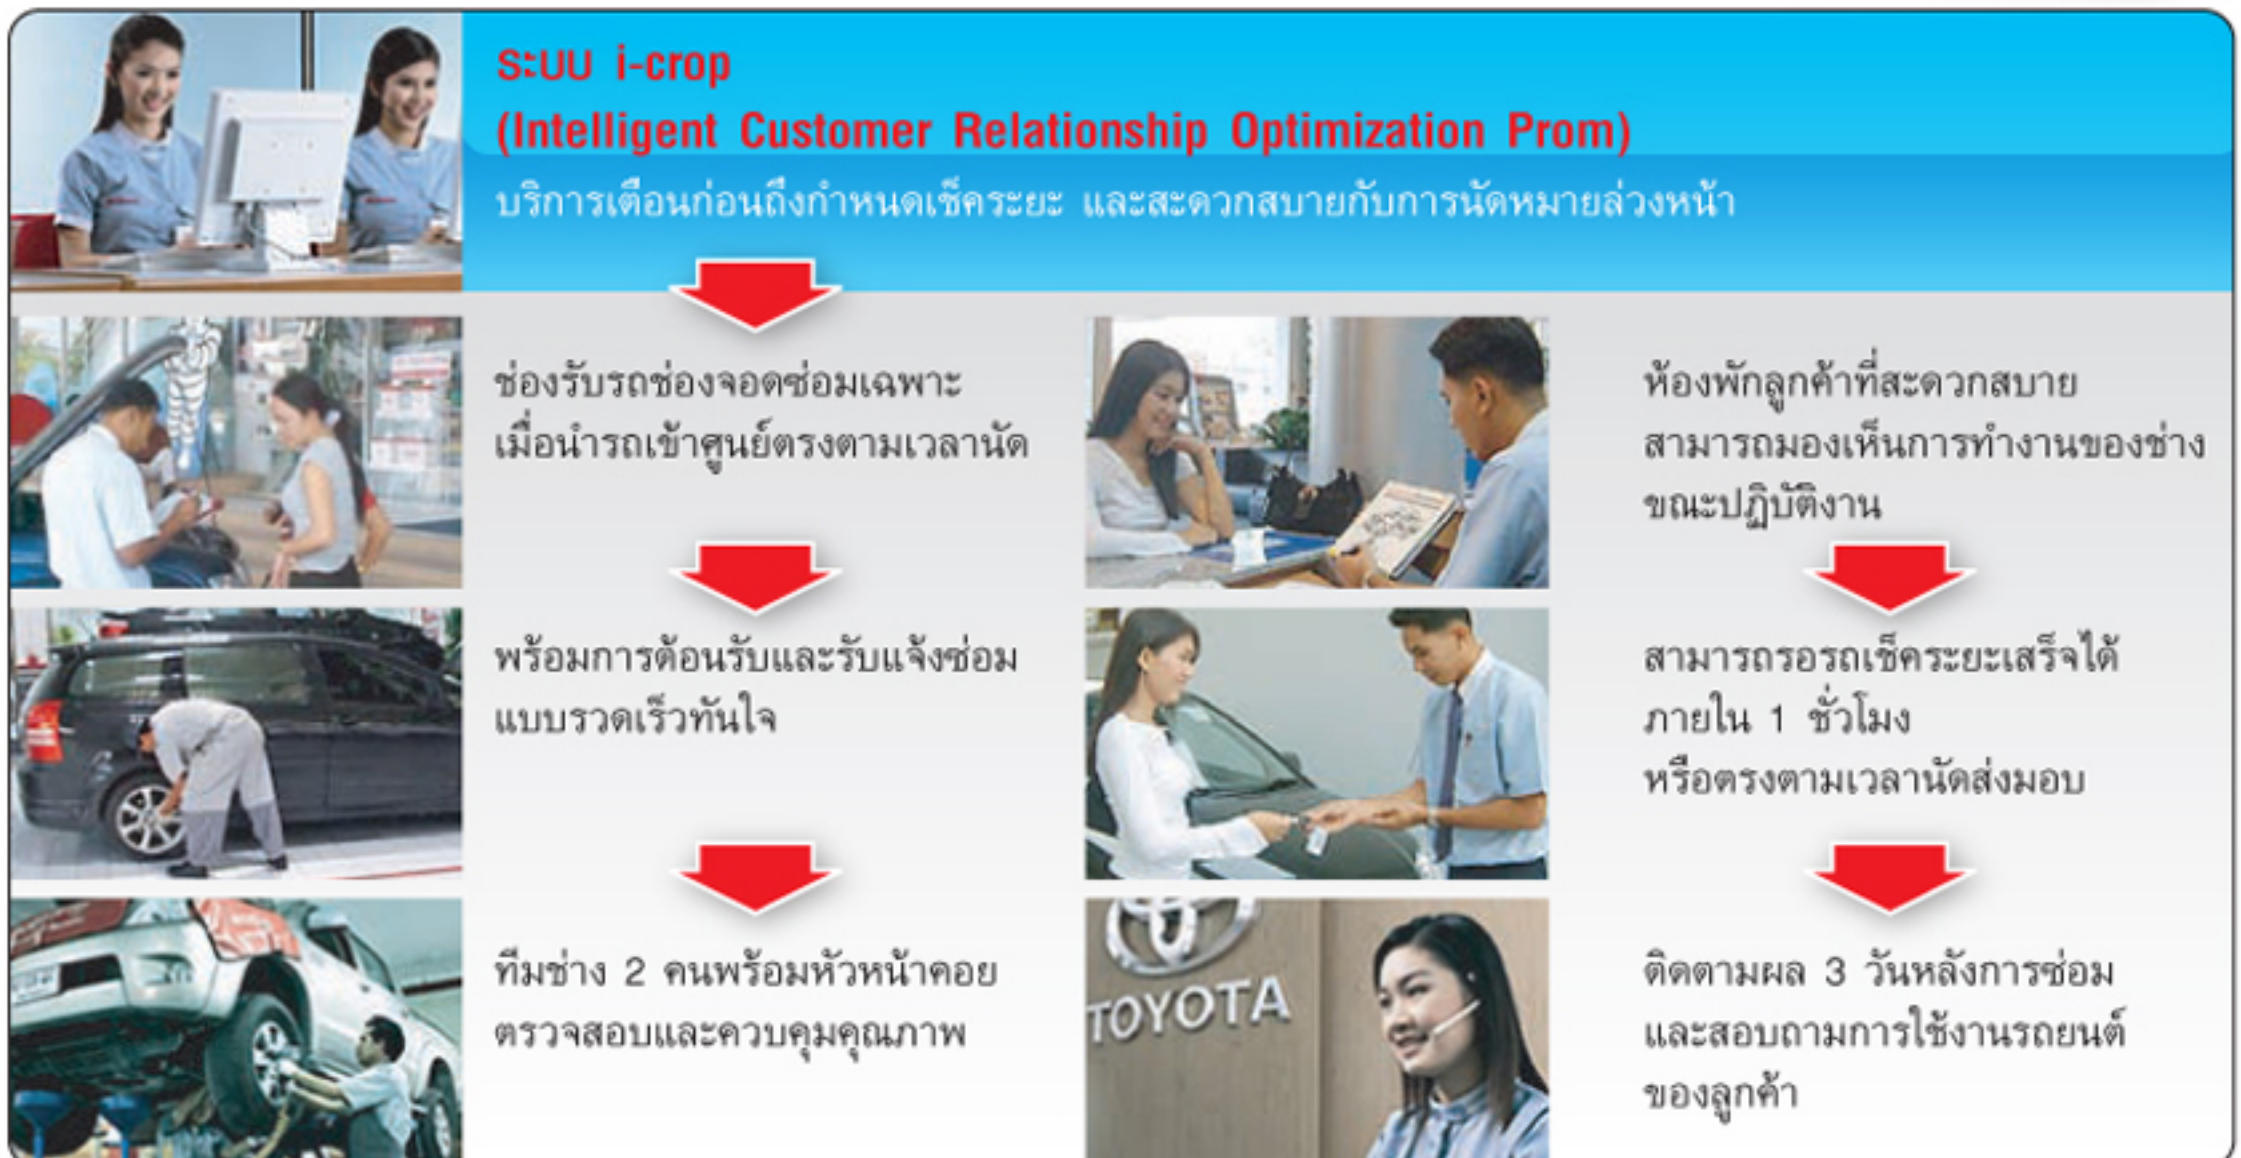 ระบบ i-crop
(Intelligent Customer Relationship Optimization Prom)
บริการเตือนก่อนถึงกำหนดเช็คระยะ และสะดวกสบายกับการนัดหมายล่วงหน้า
ช่องรับรถช่องจอดซ่อมเฉพาะ
เมื่อนำรถเข้าศูนย์ตรงตามเวลานัด
พร้อมการต้อนรับและรับแจ้งซ่อม
แบบรวดเร็วทันใจ
ทีมช่าง 2 คนพร้อมหัวหน้าคอย
ตรวจสอบและควบคุมคุณภาพ
ห้องพักลูกค้าที่สะดวกสบาย
สามารถมองเห็นการทำงานของช่าง
ขณะปฏิบัติงาน
สามารถรอรถเช็คระยะเสร็จได้
ภายใน 1 ชั่วโมง
หรือตรงตามเวลานัดส่งมอบ
TOYOTA
ติดตามผล 3 วันหลังการซ่อม
และสอบถามการใช้งานรถยนต์
ของลูกค้า